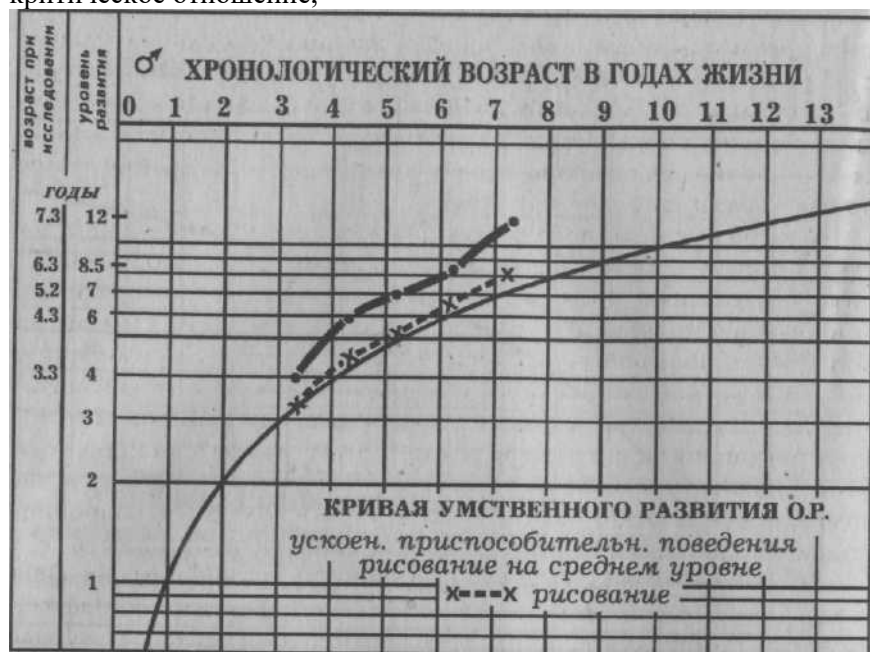 критическое отношение,
возраст при исследовании
уровень развития
♂ ХРОНОЛОГИЧЕСКИЙ ВОЗРАСТ В ГОДАХ ЖИЗНИ
0 1 2 3 4 5 6 7 8 9 10 11 12 13
годы
7.3 12
6.3 8.5
5.2 7
4.3 6
3.3 4
3
2
КРИВАЯ УМСТВЕННОГО РАЗВИТИЯ О.Р.
ускоен. приспособительн. поведения
рисование на среднем уровне
1
x---x рисование